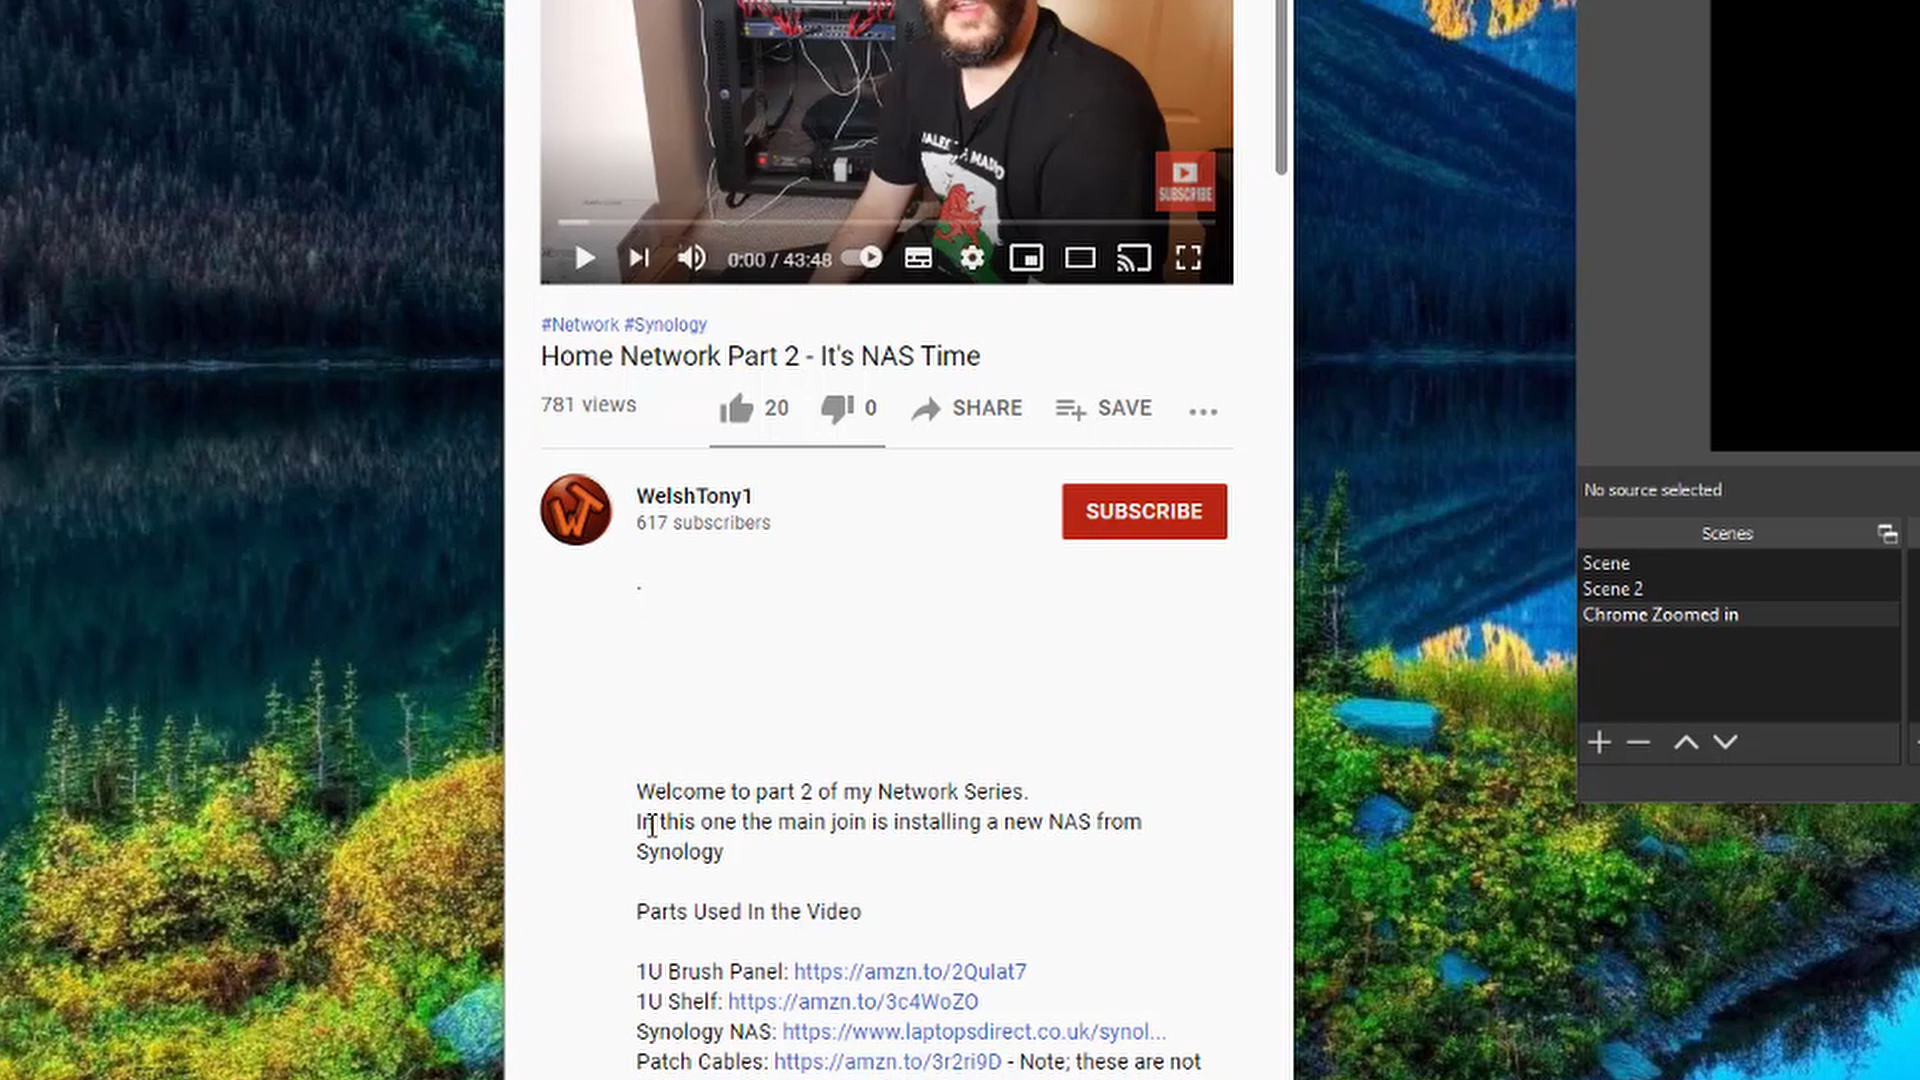 SUBSCRIBE
0:00 / 43:48
#Network #Synology
Home Network Part 2 - It's NAS Time
781 views
20
0
SHARE
SAVE
WelshTony1
617 subscribers
SUBSCRIBE
.
Welcome to part 2 of my Network Series.
In this one the main join is installing a new NAS from
Synology
Parts Used In the Video
1U Brush Panel: https://amzn.to/2QuIat7
1U Shelf: https://amzn.to/3c4WoZO
Synology NAS: https://www.laptopsdirect.co.uk/synol...
Patch Cables: https://amzn.to/3r2ri9D - Note; these are not
No source selected
Scenes
Scene
Scene 2
Chrome Zoomed in